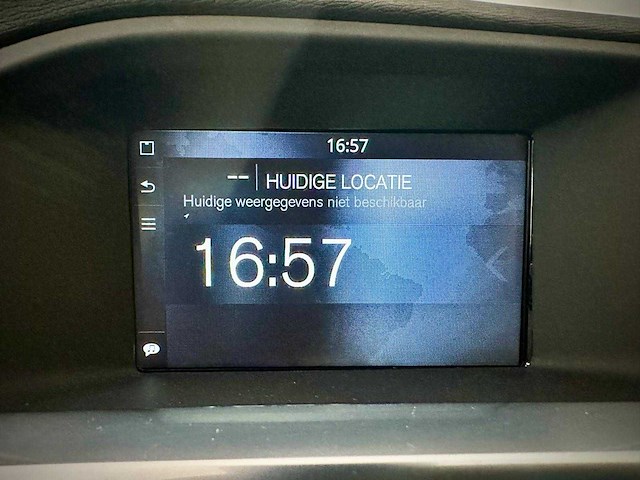 16:57
-- HUIDIGE LOCATIE
Huidige weergegevens niet beschikbaar
16:57